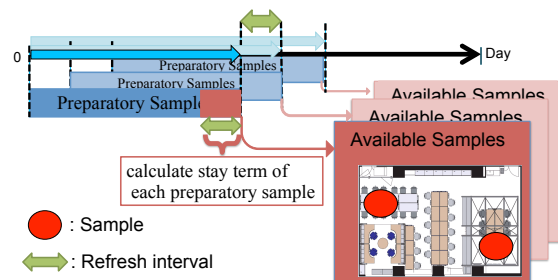 0
Day
Preparatory Samples
Preparatory Samples
Preparatory Sample
Available Samples
Available Samples
Available Samples
calculate stay term of
each preparatory sample
: Sample
: Refresh interval